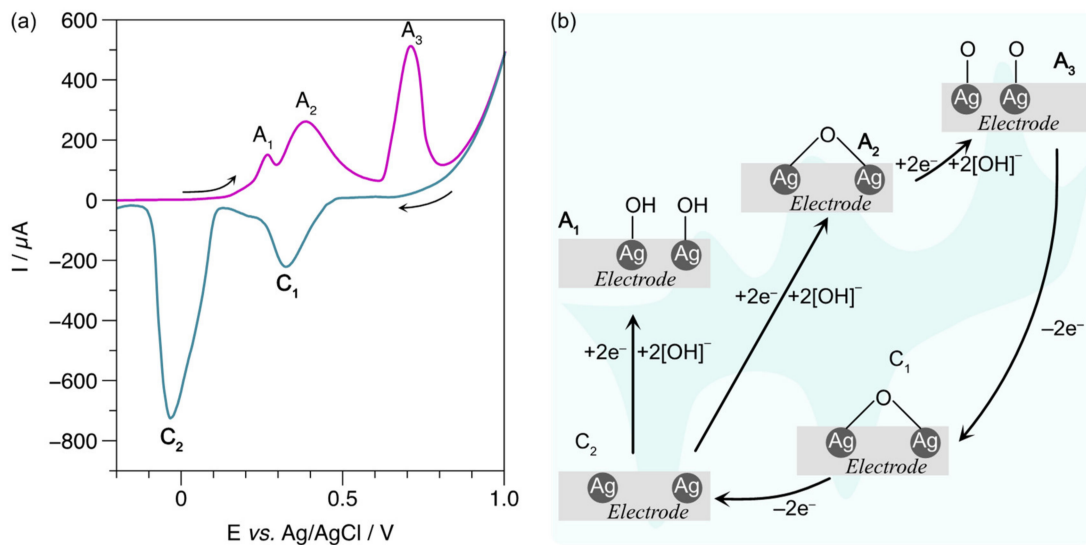 (a)
600
400
200
0
−200
−400
−600
−800
I / µA
A1
A2
A3
C1
C2
0
0.5
1.0
E vs. Ag/AgCl / V
(b)
O O
A3
Ag Ag
Electrode
O
A2
+2e- +2[OH]⁻
Ag Ag
Electrode
OH OH
A1
Ag Ag
Electrode
+2e- +2[OH]⁻
+2e- +2[OH]⁻
−2e-
C1
O
Ag Ag
Electrode
C2
Ag Ag
Electrode
−2e-